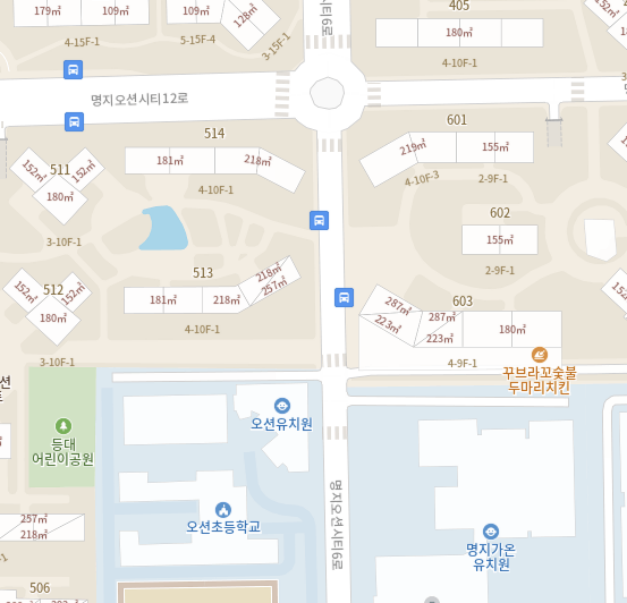 179㎡
109㎡
109㎡
128㎡
4-15F-1
5-15F-4
3-15F-1
405
180㎡
4-10F-1
명지오션시티12로
514
181㎡
218㎡
4-10F-1
601
219㎡
155㎡
4-10F-3
2-9F-1
511
152㎡
152㎡
180㎡
3-10F-1
602
155㎡
2-9F-1
513
181㎡
218㎡
218㎡
257㎡
4-10F-1
512
152㎡
152㎡
180㎡
3-10F-1
603
287㎡
223㎡
287㎡
223㎡
180㎡
4-9F-1
꾸브라꼬숯불
두마리치킨
등대
어린이공원
오션유치원
오션초등학교
명지오션시티6로
명지가온
유치원
257㎡
218㎡
506